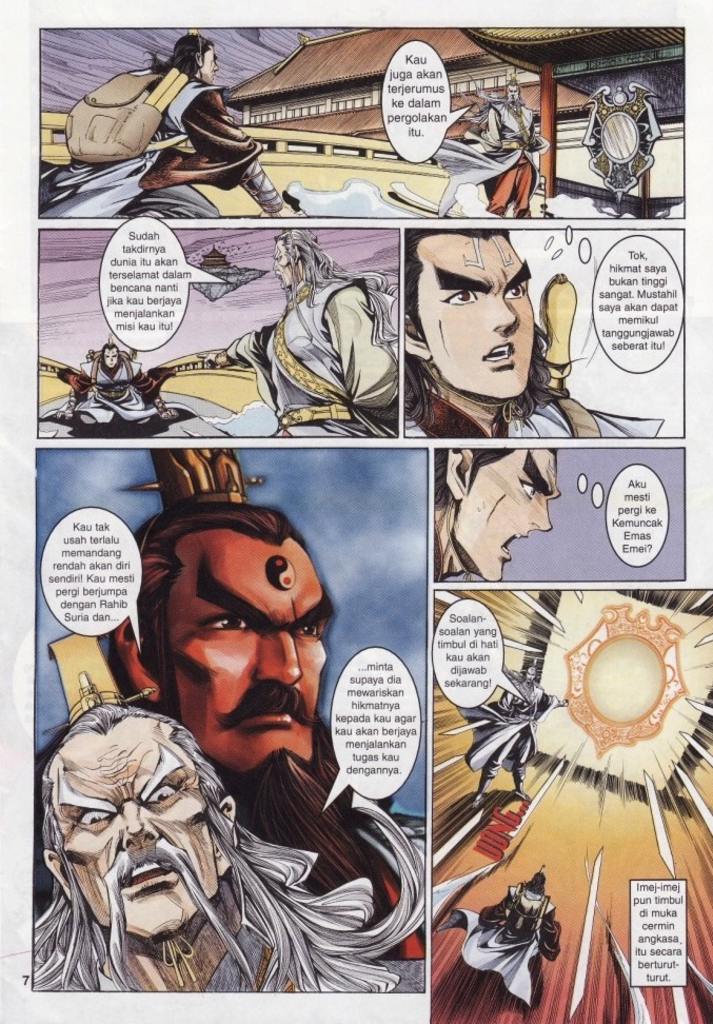 Kau
juga akan
terjerumus
ke dalam
pergolakan
itu.
Sudah
takdirnya
dunia itu akan
terselamat dalam
bencana nanti
jika kau berjaya
menjalankan
misi kau itu!
Tok,
hikmat saya
bukan tinggi
sangat. Mustahil
saya akan dapat
memikul
tanggungjawab
seberat itu!
Kau tak
usah terlalu
memandang
rendah akan diri
sendiri! Kau mesti
pergi berjumpa
dengan Rahib
Suria dan...
...minta
supaya dia
mewariskan
hikmatnya
kepada kau agar
kau akan berjaya
menjalankan
tugas kau
dengannya.
Aku
mesti
pergi ke
Kemuncak
Emas
Emei?
Soalan-
soalan yang
timbul di hati
kau akan
dijawab
sekarang!
UONG
Imej-imej
pun timbul
di muka
cermin
angkasa
itu secara
berturut-
turut.
7